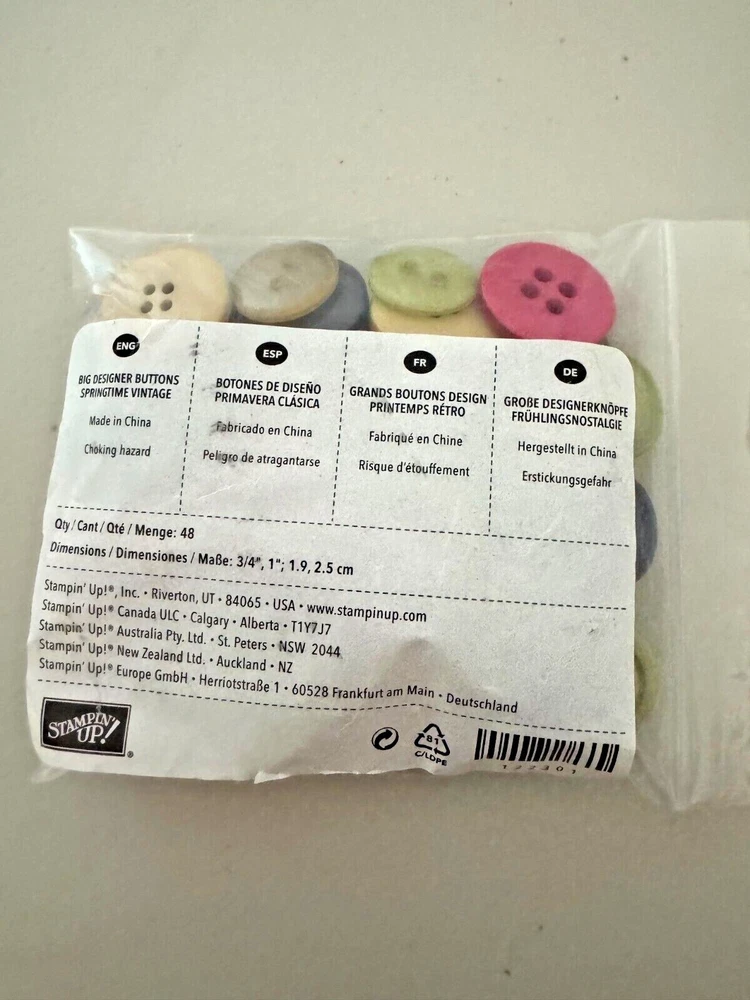 ENG
BIG DESIGNER BUTTONS
SPRINGTIME VINTAGE
Made in China
Choking hazard
ESP
BOTONES DE DISEÑO
PRIMAVERA CLÁSICA
Fabricado en China
Peligro de atragantarse
FR
GRANDS BOUTONS DESIGN
PRINTEMPS RÉTRO
Fabriqué en Chine
Risque d'étouffement
DE
GROßE DESIGNERKNÖPFE
FRÜHLINGSNOSTALGIE
Hergestellt in China
Erstickungsgefahr
Qty / Cant / Qté / Menge: 48
Dimensions / Dimensiones / Maße: 3/4", 1"; 1.9, 2.5 cm
Stampin' Up!®, Inc. • Riverton, UT • 84065 • USA • www.stampinup.com
Stampin' Up!® Canada ULC • Calgary • Alberta • T1Y7J7
Stampin' Up!® Australia Pty. Ltd. • St. Peters • NSW 2044
Stampin' Up!® New Zealand Ltd. • Auckland • NZ
Stampin' Up!® Europe GmbH • Herriotstraße 1 • 60528 Frankfurt am Main • Deutschland
STAMPIN'
UP!®
81
C/LDPE